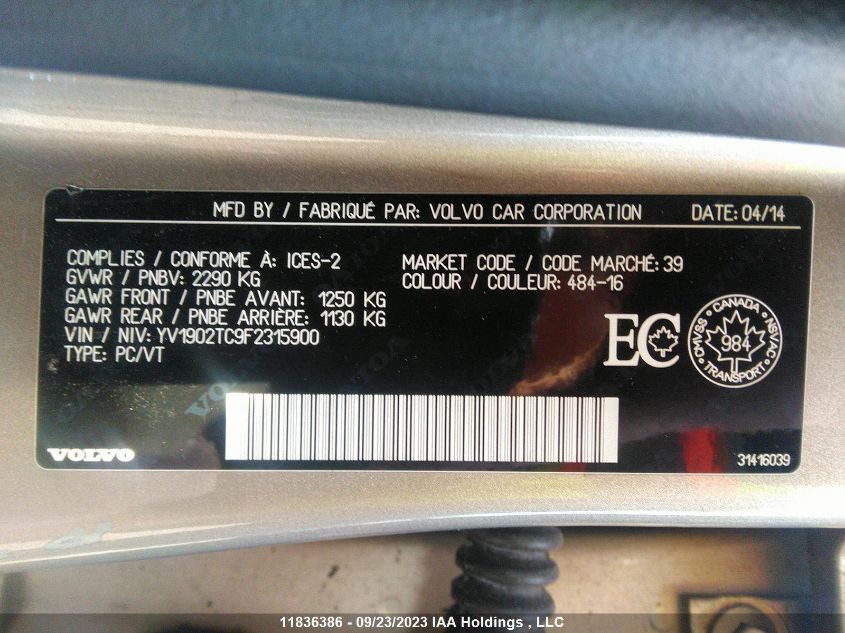 MFD BY / FABRIQUÉ PAR: VOLVO CAR CORPORATION DATE: 04/14
COMPLIES / CONFORME À: ICES-2
GVWR / PNBV: 2290 KG
GAWR FRONT / PNBE AVANT: 1250 KG
GAWR REAR / PNBE ARRIÈRE: 1130 KG
VIN / NIV: YV1902TC9F2315900
TYPE: PC/VT
MARKET CODE / CODE MARCHÉ: 39
COLOUR / COULEUR: 484-16
EC
CANADA
CMVSS
NSVAC
984
TRANSPORT
VOLVO
31416039
11836386 - 09/23/2023 IAA Holdings , LLC